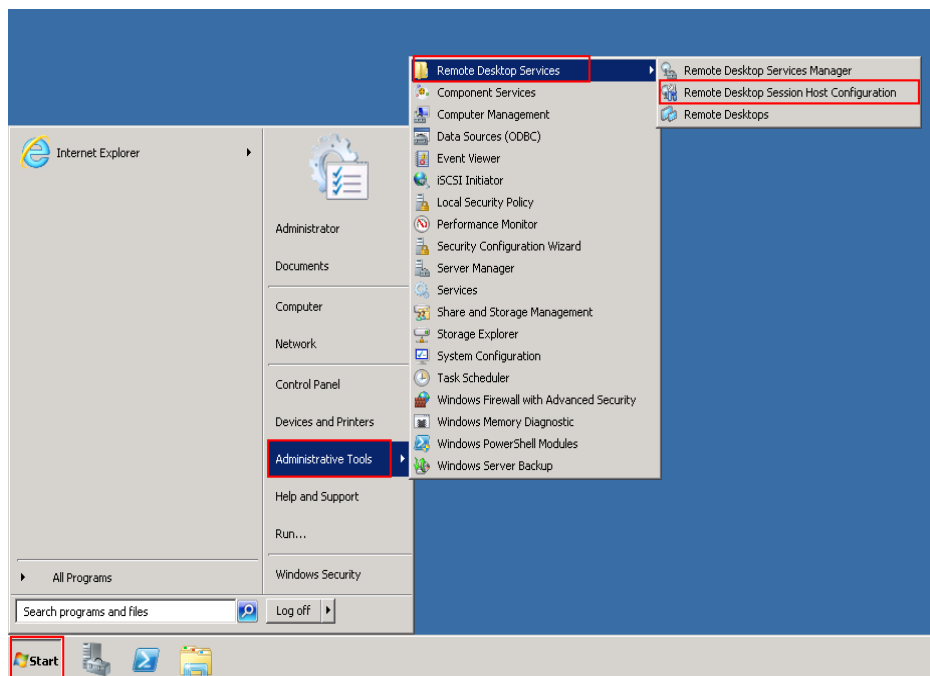 Remote Desktop Services
Component Services
Computer Management
Data Sources (ODBC)
Event Viewer
iSCSI Initiator
Local Security Policy
Performance Monitor
Security Configuration Wizard
Server Manager
Services
Share and Storage Management
Storage Explorer
System Configuration
Task Scheduler
Windows Firewall with Advanced Security
Windows Memory Diagnostic
Windows PowerShell Modules
Windows Server Backup
Remote Desktop Services Manager
Remote Desktop Session Host Configuration
Remote Desktops
Internet Explorer
Administrator
Documents
Computer
Network
Control Panel
Devices and Printers
Administrative Tools
Help and Support
Run...
Windows Security
All Programs
Search programs and files
Log off
Start